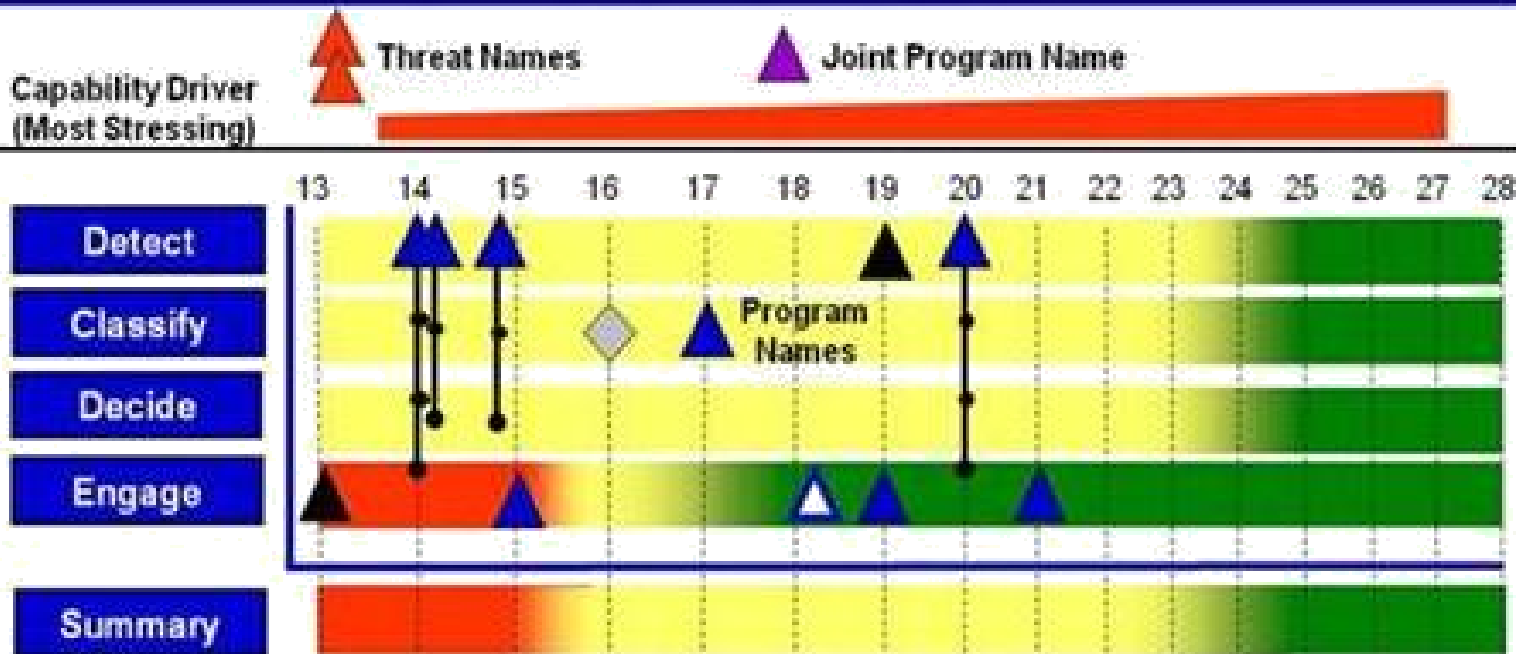 Threat Names
Joint Program Name
Capability Driver
(Most Stressing)
13 14 15 16 17 18 19 20 21 22 23 24 25 26 27 28
Detect
Classify
Program
Names
Decide
Engage
Summary